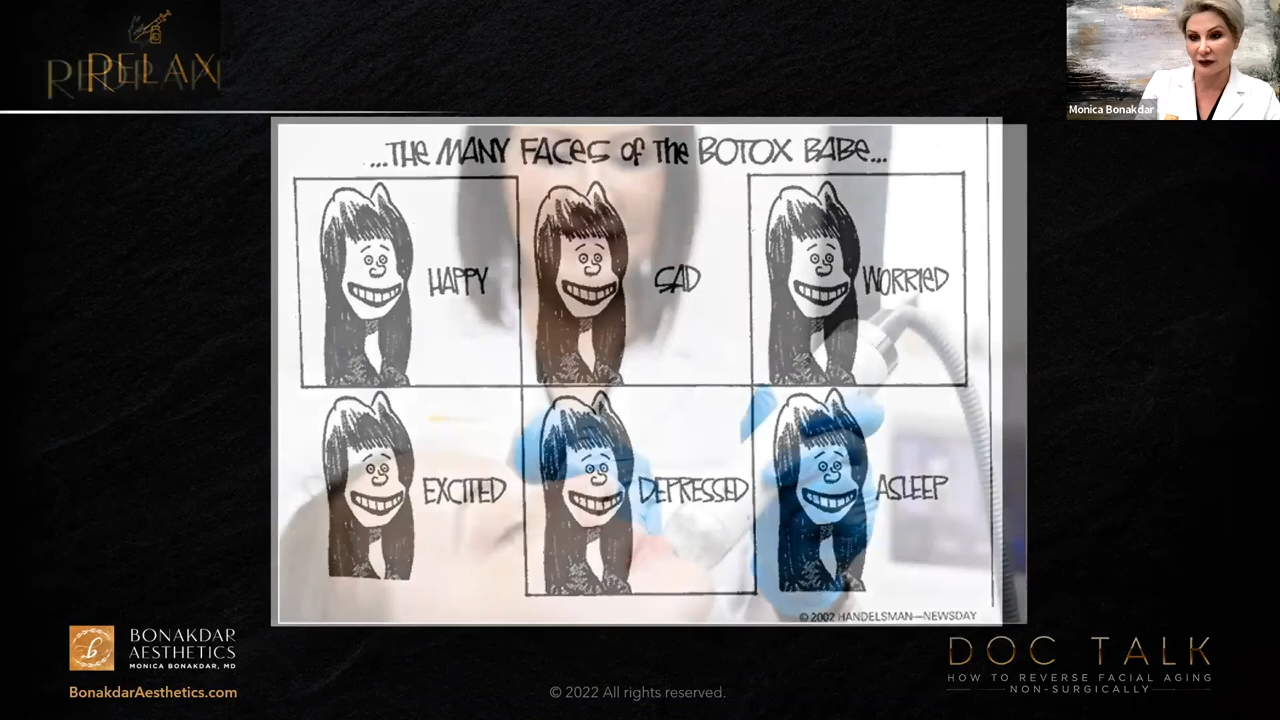 RELAX
Monica Bonakdar
...THE MANY FACES OF THE BOTOX BABE...
HAPPY
SAD
WORRIED
EXCITED
DEPRESSED
ASLEEP
© 2002 HANDELSMAN—NEWSDAY
BONAKDAR
AESTHETICS
MONICA BONAKDAR, MD
BonakdarAesthetics.com
© 2022 All rights reserved.
DOC TALK
HOW TO REVERSE FACIAL AGING
NON-SURGICALLY